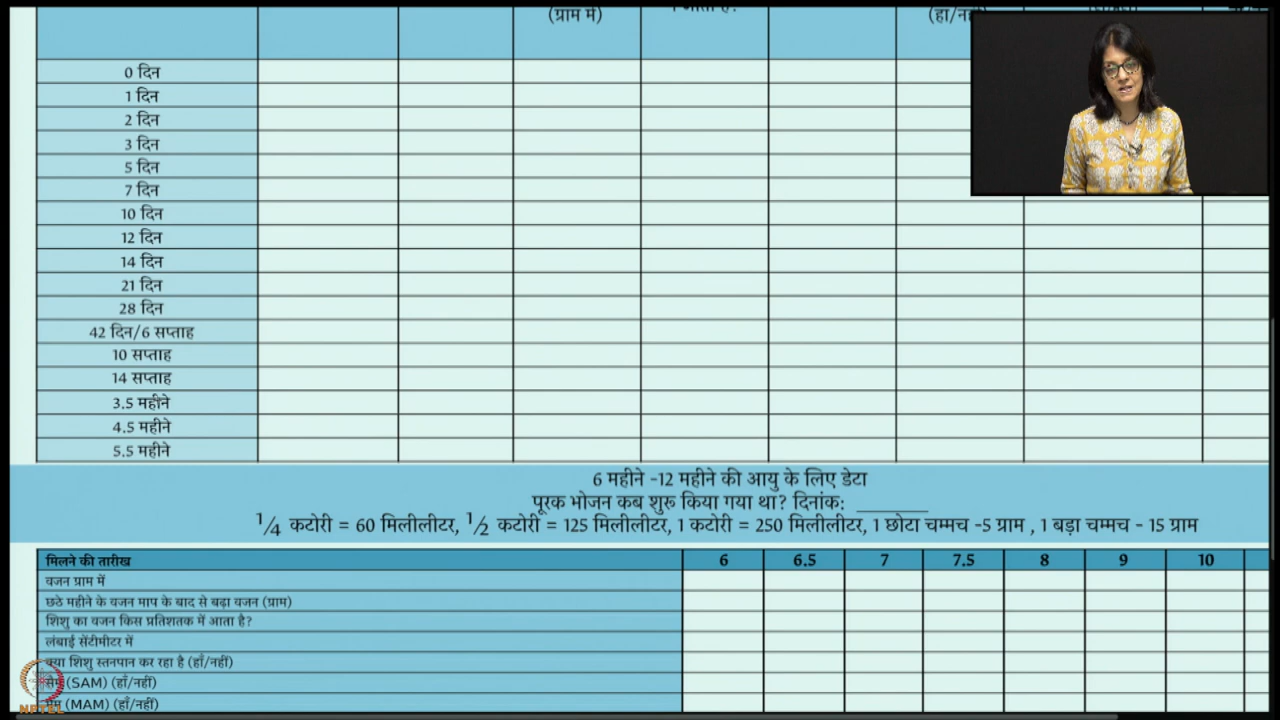 (ग्राम में)
0 दिन
1 दिन
2 दिन
3 दिन
5 दिन
7 दिन
10 दिन
12 दिन
14 दिन
21 दिन
28 दिन
42 दिन/6 सप्ताह
10 सप्ताह
14 सप्ताह
3.5 महीने
4.5 महीने
5.5 महीने
6 महीने -12 महीने की आयु के लिए डेटा
पूरक भोजन कब शुरू किया गया था? दिनांक: ________
1/4 कटोरी = 60 मिलीलीटर, 1/2 कटोरी = 125 मिलीलीटर, 1 कटोरी = 250 मिलीलीटर, 1 छोटा चम्मच -5 ग्राम , 1 बड़ा चम्मच - 15 ग्राम
मिलने की तारीख 6 6.5 7 7.5 8 9 10
वजन ग्राम में
छठे महीने के वजन माप के बाद से बढ़ा वजन (ग्राम)
शिशु का वजन किस प्रतिशतक में आता है?
लंबाई सेंटीमीटर में
क्या शिशु स्तनपान कर रहा है (हाँ/नहीं)
(SAM) (हाँ/नहीं)
(MAM) (हाँ/नहीं)
NPTEL